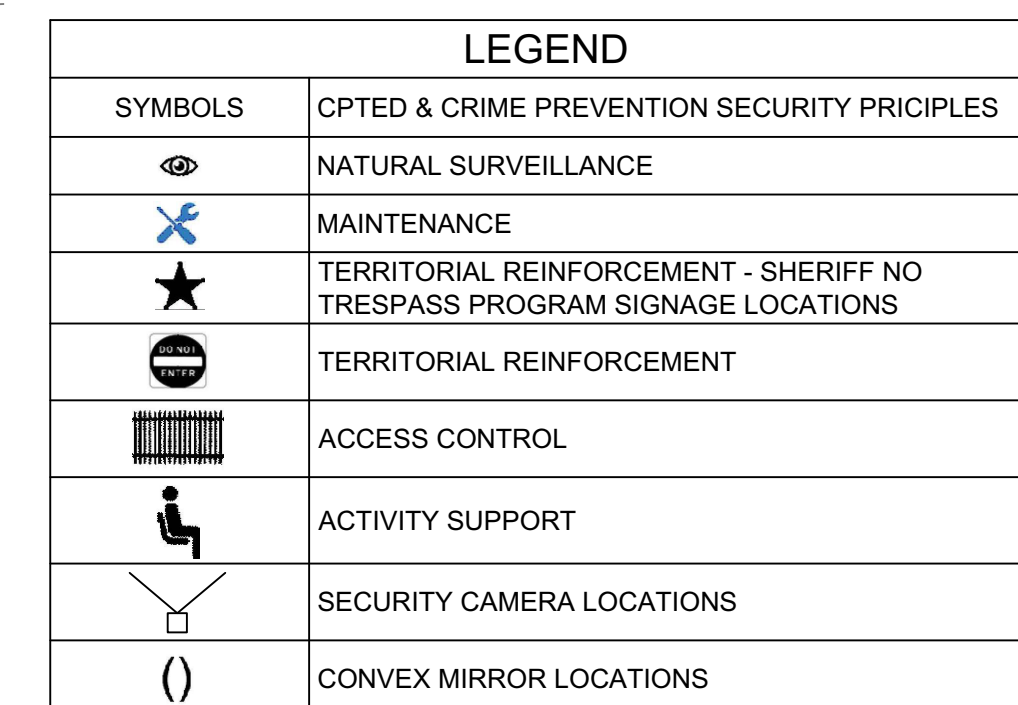 LEGEND
SYMBOLS CPTED & CRIME PREVENTION SECURITY PRICIPLES
NATURAL SURVEILLANCE
MAINTENANCE
TERRITORIAL REINFORCEMENT - SHERIFF NO
TRESPASS PROGRAM SIGNAGE LOCATIONS
DO NOT
ENTER
TERRITORIAL REINFORCEMENT
ACCESS CONTROL
ACTIVITY SUPPORT
SECURITY CAMERA LOCATIONS
() CONVEX MIRROR LOCATIONS